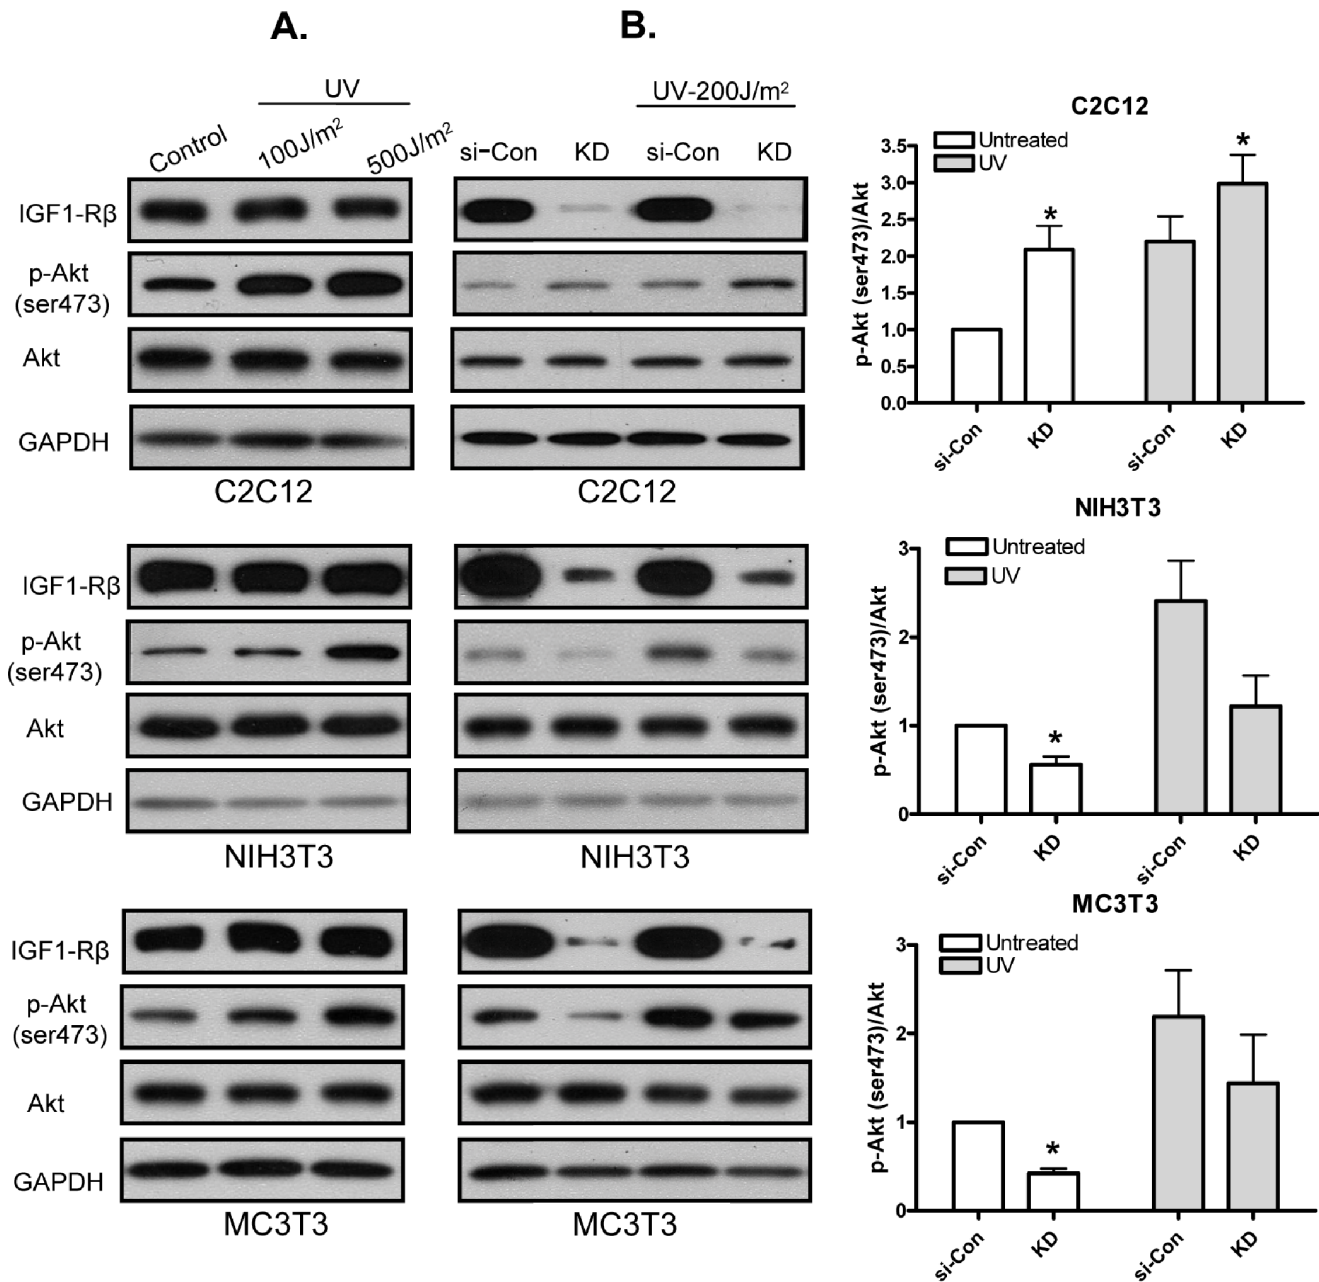 A.
B.
UV
Control
100J/m²
500J/m²
UV-200J/m²
si-Con
KD
si-Con
KD
IGF1-Rβ
p-Akt
(ser473)
Akt
GAPDH
C2C12
C2C12
C2C12
Untreated
UV
p-Akt (ser473)/Akt
3.5
3.0
2.5
2.0
1.5
1.0
0.5
0.0
*
*
si-Con
KD
si-Con
KD
IGF1-Rβ
p-Akt
(ser473)
Akt
GAPDH
NIH3T3
NIH3T3
NIH3T3
Untreated
UV
p-Akt (ser473)/Akt
3
2
1
0
*
si-Con
KD
si-Con
KD
IGF1-Rβ
p-Akt
(ser473)
Akt
GAPDH
MC3T3
MC3T3
MC3T3
Untreated
UV
p-Akt (ser473)/Akt
3
2
1
0
*
si-Con
KD
si-Con
KD